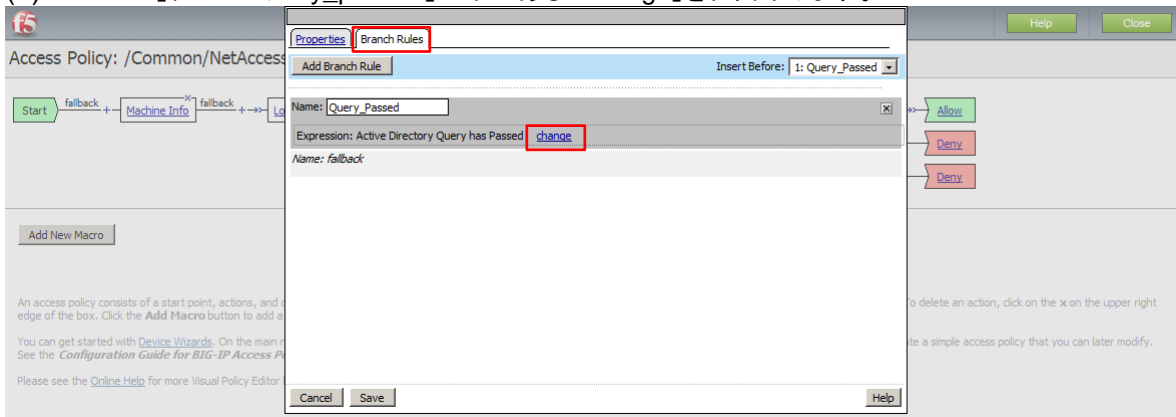 f5
Help
Close
Access Policy: /Common/NetAccess
Properties
Branch Rules
Add Branch Rule
Insert Before:
1: Query_Passed
Start
fallback
Machine Info
fallback
Lo
Name:
Query_Passed
Expression: Active Directory Query has Passed
change
Name: fallback
Allow
Deny
Deny
Add New Macro
An access policy consists of a start point, actions, and
o delete an action, click on the x on the upper right
edge of the box. Click the Add Macro button to add a
You can get started with Device Wizards. On the main
ate a simple access policy that you can later modify.
See the Configuration Guide for BIG-IP Access P
Please see the Online Help for more Visual Policy Editor
Cancel
Save
Help